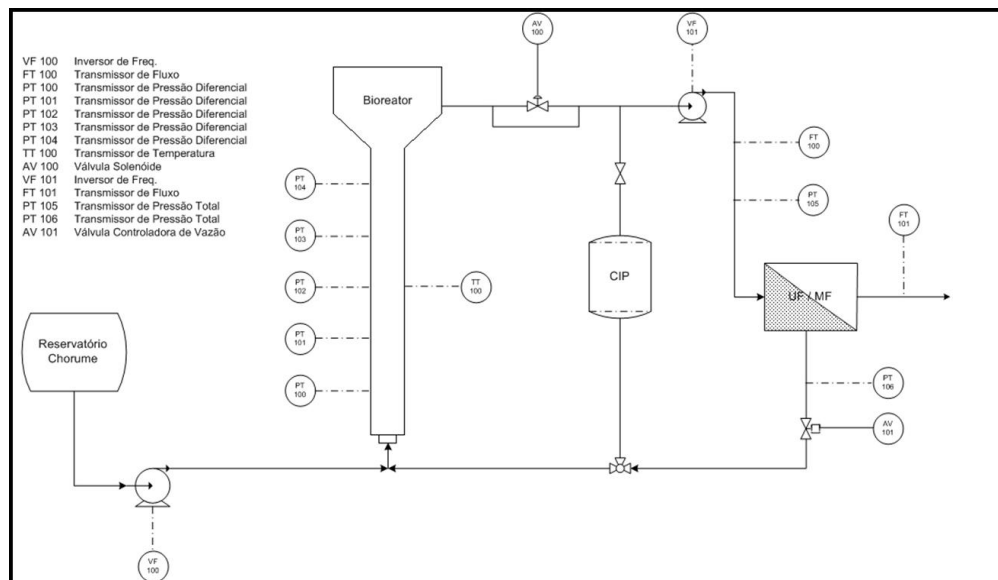 VF 100 Inversor de Freq.
FT 100 Transmissor de Fluxo
PT 100 Transmissor de Pressão Diferencial
PT 101 Transmissor de Pressão Diferencial
PT 102 Transmissor de Pressão Diferencial
PT 103 Transmissor de Pressão Diferencial
PT 104 Transmissor de Pressão Diferencial
TT 100 Transmissor de Temperatura
AV 100 Válvula Solenóide
VF 101 Inversor de Freq.
FT 101 Transmissor de Fluxo
PT 105 Transmissor de Pressão Total
PT 106 Transmissor de Pressão Total
AV 101 Válvula Controladora de Vazão
AV
100
VF
101
Bioreator
FT
100
PT
104
PT
105
FT
101
PT
103
PT
102
TT
100
CIP
UF / MF
Reservatório
Chorume
PT
101
PT
100
PT
106
AV
101
VF
100